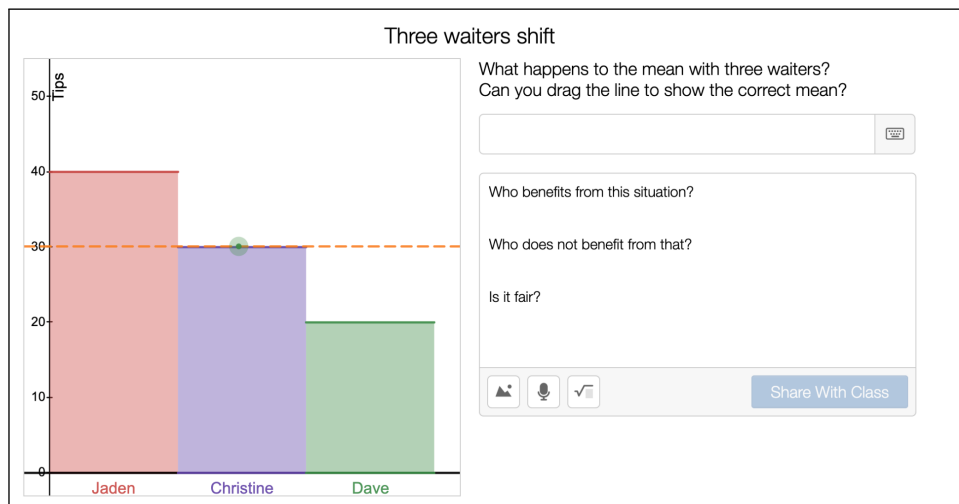 Three waiters shift
Tips
50
40
30
20
10
0
Jaden
Christine
Dave
What happens to the mean with three waiters?
Can you drag the line to show the correct mean?
Who benefits from this situation?
Who does not benefit from that?
Is it fair?
√
Share With Class